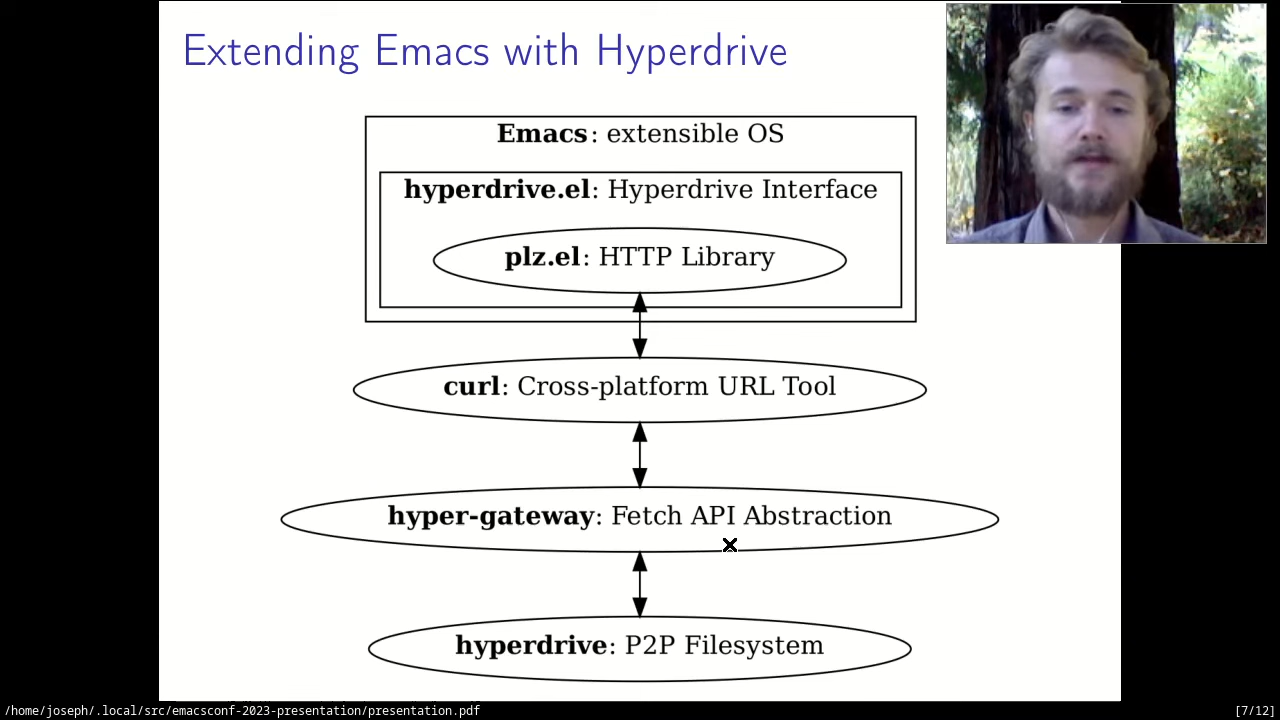 Extending Emacs with Hyperdrive
Emacs: extensible OS
hyperdrive.el: Hyperdrive Interface
plz.el: HTTP Library
curl: Cross-platform URL Tool
hyper-gateway: Fetch API Abstraction
hyperdrive: P2P Filesystem
/home/joseph/.local/src/emacsconf-2023-presentation/presentation.pdf [7/12]